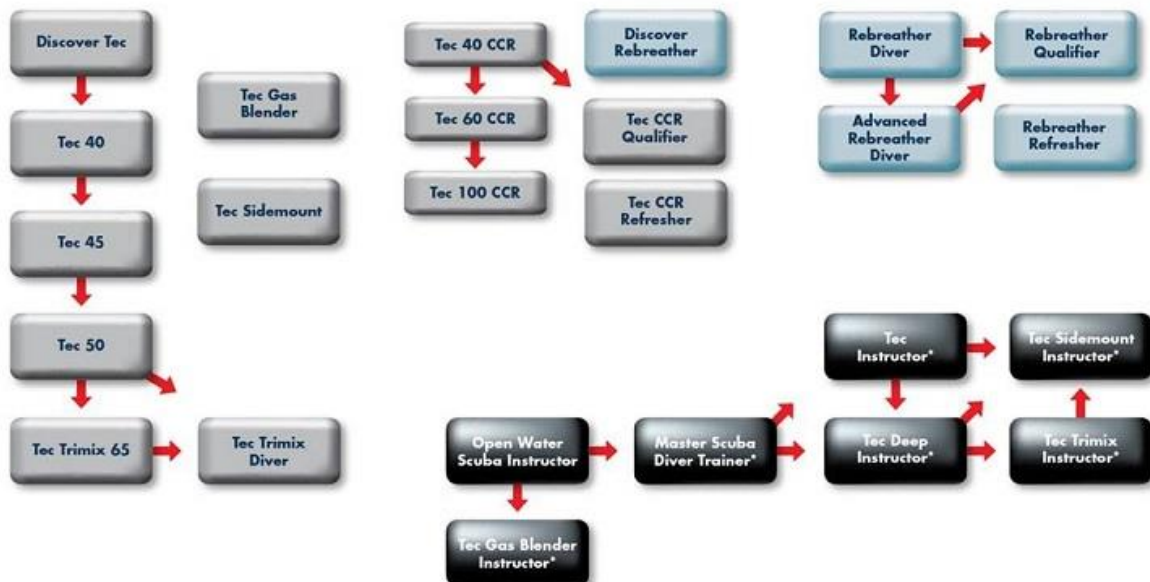 Discover Tec
Tec 40
Tec 45
Tec 50
Tec Trimix 65
Tec Gas
Blender
Tec Sidemount
Tec Trimix
Diver
Tec 40 CCR
Tec 60 CCR
Tec 100 CCR
Discover
Rebreather
Tec CCR
Qualifier
Tec CCR
Refresher
Rebreather
Diver
Rebreather
Qualifier
Advanced
Rebreather
Diver
Rebreather
Refresher
Tec
Instructor*
Tec Sidemount
Instructor*
Open Water
Scuba Instructor
Master Scuba
Diver Trainer*
Tec Deep
Instructor*
Tec Trimix
Instructor*
Tec Gas Blender
Instructor*